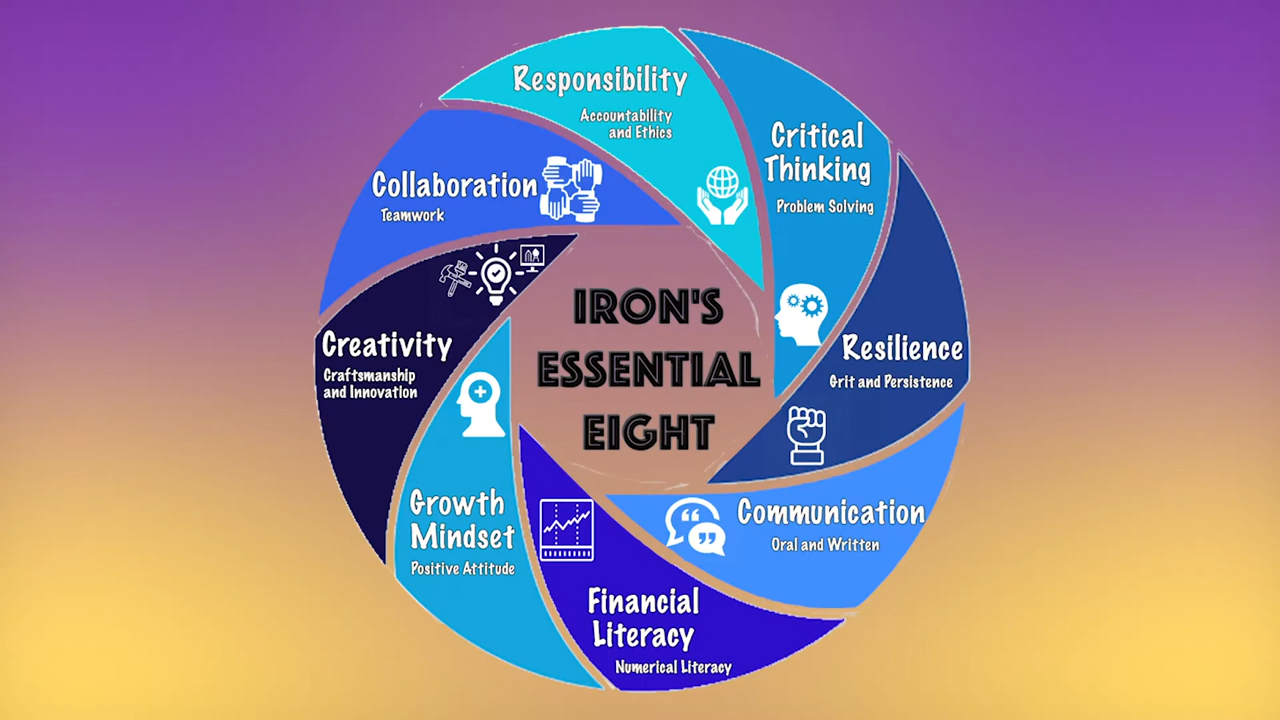 IRON'S
ESSENTIAL
EIGHT
Responsibility
Accountability
and Ethics
Critical
Thinking
Problem Solving
Resilience
Grit and Persistence
Communication
Oral and Written
Financial
Literacy
Numerical Literacy
Growth
Mindset
Positive Attitude
Creativity
Craftsmanship
and Innovation
Collaboration
Teamwork